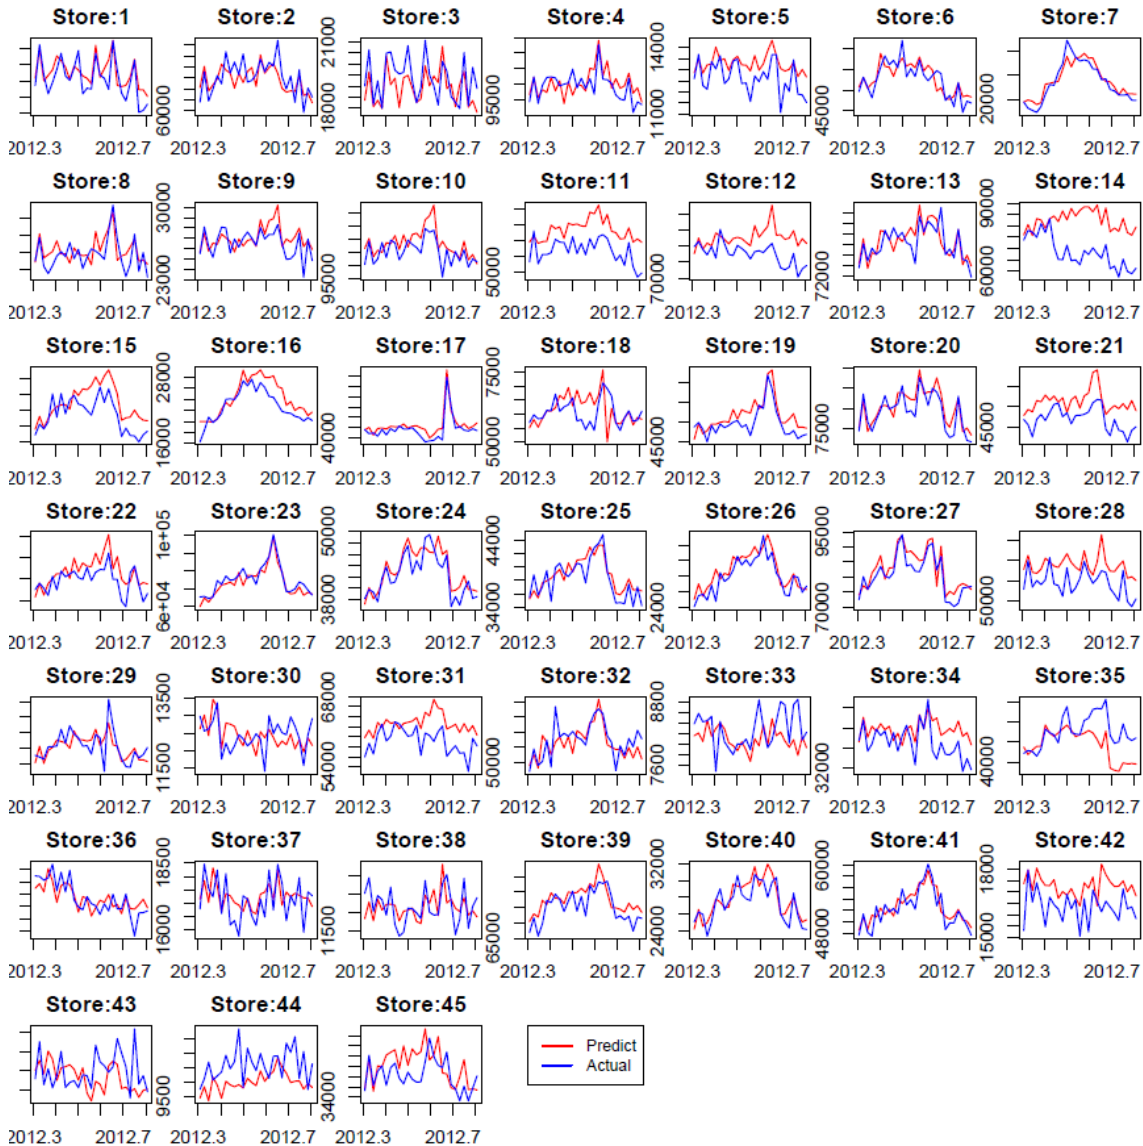 Store:1 Store:2 Store:3 Store:4 Store:5 Store:6 Store:7
60000 18000 21000 95000 11000 14000 45000 20000
2012.3 2012.7 2012.3 2012.7 2012.3 2012.7 2012.3 2012.7 2012.3 2012.7 2012.3 2012.7 2012.3 2012.7
Store:8 Store:9 Store:10 Store:11 Store:12 Store:13 Store:14
23000 30000 95000 50000 70000 72000 60000 90000
2012.3 2012.7 2012.3 2012.7 2012.3 2012.7 2012.3 2012.7 2012.3 2012.7 2012.3 2012.7 2012.3 2012.7
Store:15 Store:16 Store:17 Store:18 Store:19 Store:20 Store:21
16000 28000 40000 50000 75000 45000 75000 45000
2012.3 2012.7 2012.3 2012.7 2012.3 2012.7 2012.3 2012.7 2012.3 2012.7 2012.3 2012.7 2012.3 2012.7
Store:22 Store:23 Store:24 Store:25 Store:26 Store:27 Store:28
6e+04 1e+05 38000 50000 34000 44000 24000 70000 95000 50000
2012.3 2012.7 2012.3 2012.7 2012.3 2012.7 2012.3 2012.7 2012.3 2012.7 2012.3 2012.7 2012.3 2012.7
Store:29 Store:30 Store:31 Store:32 Store:33 Store:34 Store:35
11500 13500 54000 68000 50000 7600 8800 32000 40000
2012.3 2012.7 2012.3 2012.7 2012.3 2012.7 2012.3 2012.7 2012.3 2012.7 2012.3 2012.7 2012.3 2012.7
Store:36 Store:37 Store:38 Store:39 Store:40 Store:41 Store:42
16000 18500 11500 65000 24000 32000 48000 60000 15000 18000
2012.3 2012.7 2012.3 2012.7 2012.3 2012.7 2012.3 2012.7 2012.3 2012.7 2012.3 2012.7 2012.3 2012.7
Store:43 Store:44 Store:45
9500 34000
Predict
Actual
2012.3 2012.7 2012.3 2012.7 2012.3 2012.7